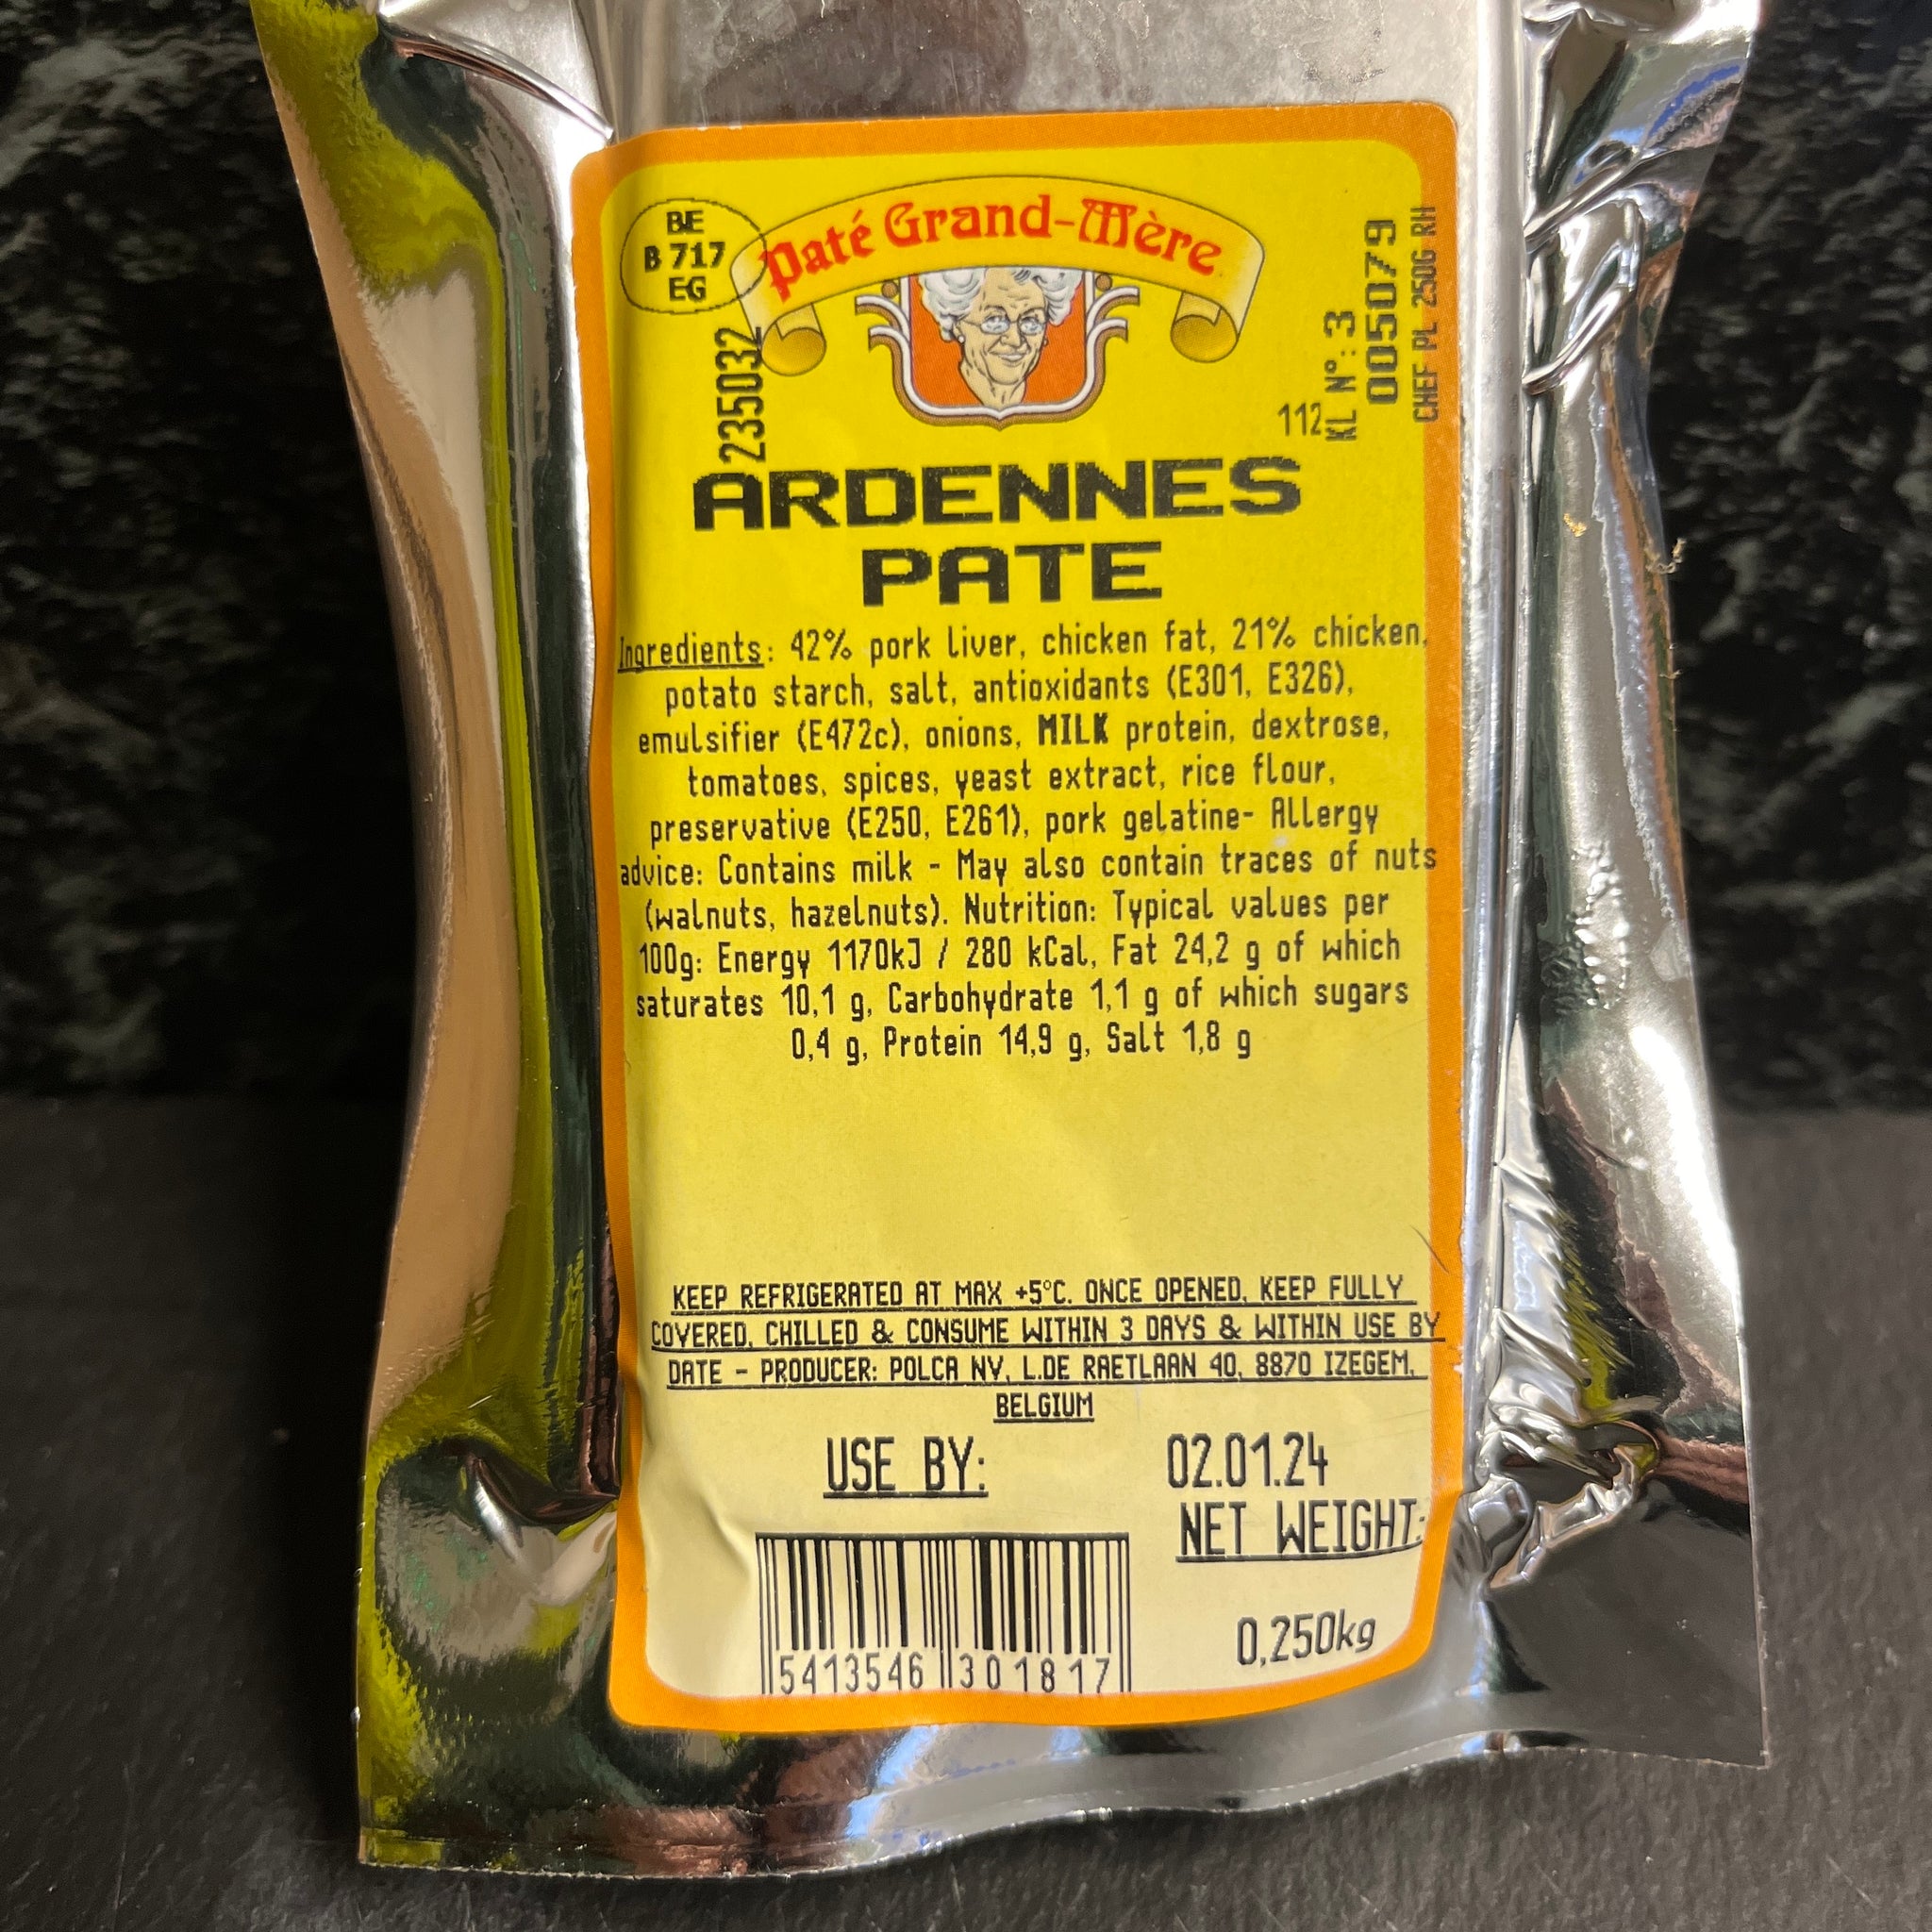 BE
B 717
EG
Paté Grand-Mère
235032
112
KL N°: 3
005079
CHEF PL 250G RH
ARDENNES
PATE
Ingredients: 42% pork liver, chicken fat, 21% chicken,
potato starch, salt, antioxidants (E301, E326),
emulsifier (E472c), onions, MILK protein, dextrose,
tomatoes, spices, yeast extract, rice flour,
preservative (E250, E261), pork gelatine- Allergy
advice: Contains milk - May also contain traces of nuts
(walnuts, hazelnuts). Nutrition: Typical values per
100g: Energy 1170kJ / 280 kCal, Fat 24,2 g of which
saturates 10,1 g, Carbohydrate 1,1 g of which sugars
0,4 g, Protein 14,9 g, Salt 1,8 g
KEEP REFRIGERATED AT MAX +5°C. ONCE OPENED, KEEP FULLY
COVERED, CHILLED & CONSUME WITHIN 3 DAYS & WITHIN USE BY
DATE - PRODUCER: POLCA NV, L.DE RAETLAAN 40, 8870 IZEGEM,
BELGIUM
USE BY: 02.01.24
NET WEIGHT:
0,250kg
5413546 301817